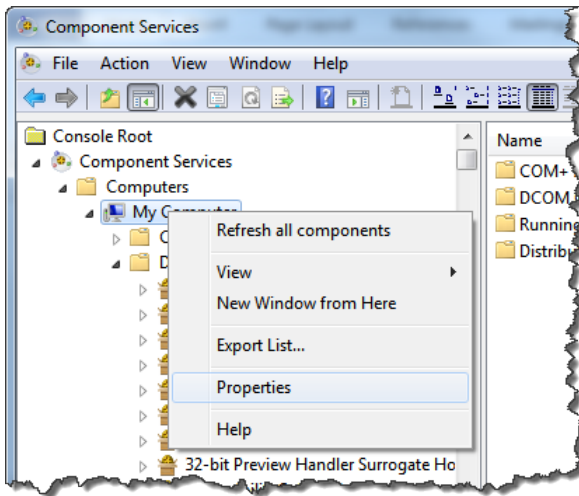 Component Services
File Action View Window Help
Console Root
Component Services
Computers
My Computer
C
D
32-bit Preview Handler Surrogate Ho
Refresh all components
View
New Window from Here
Export List...
Properties
Help
Name
COM+
DCOM
Running
Distribu